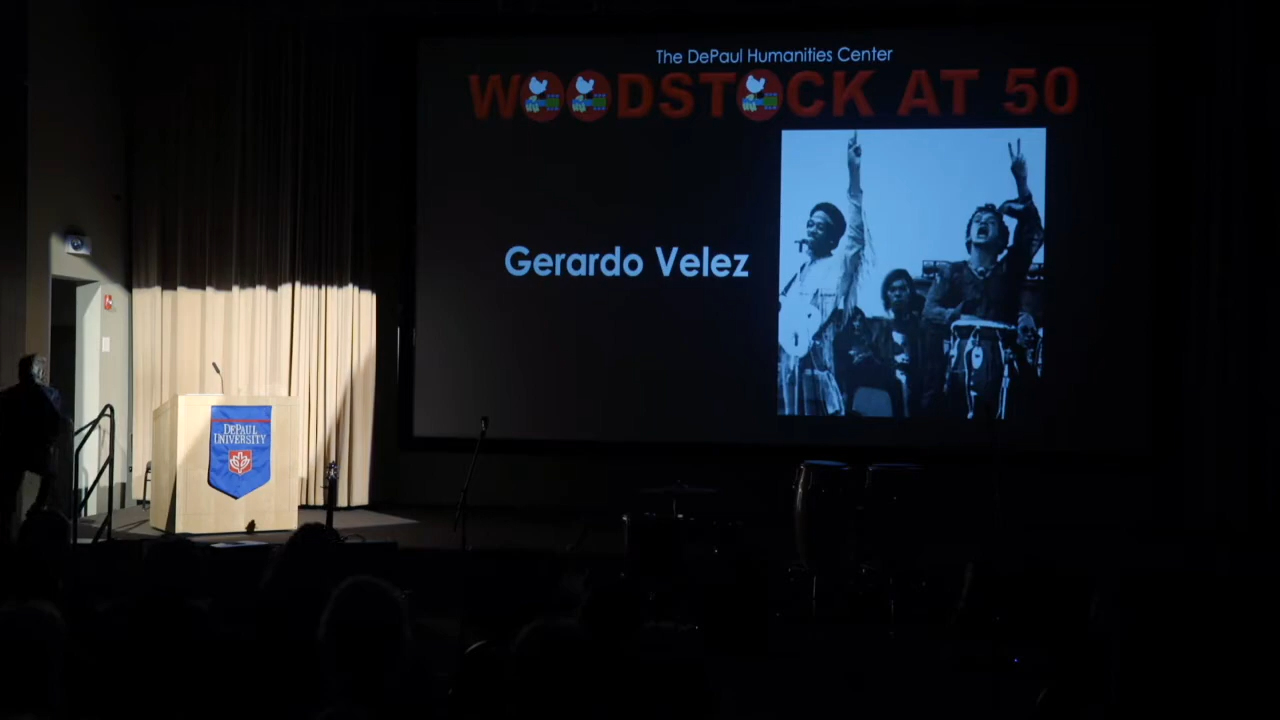 The DePaul Humanities Center
WOODSTOCK AT 50
Gerardo Velez
DEPAUL
UNIVERSITY